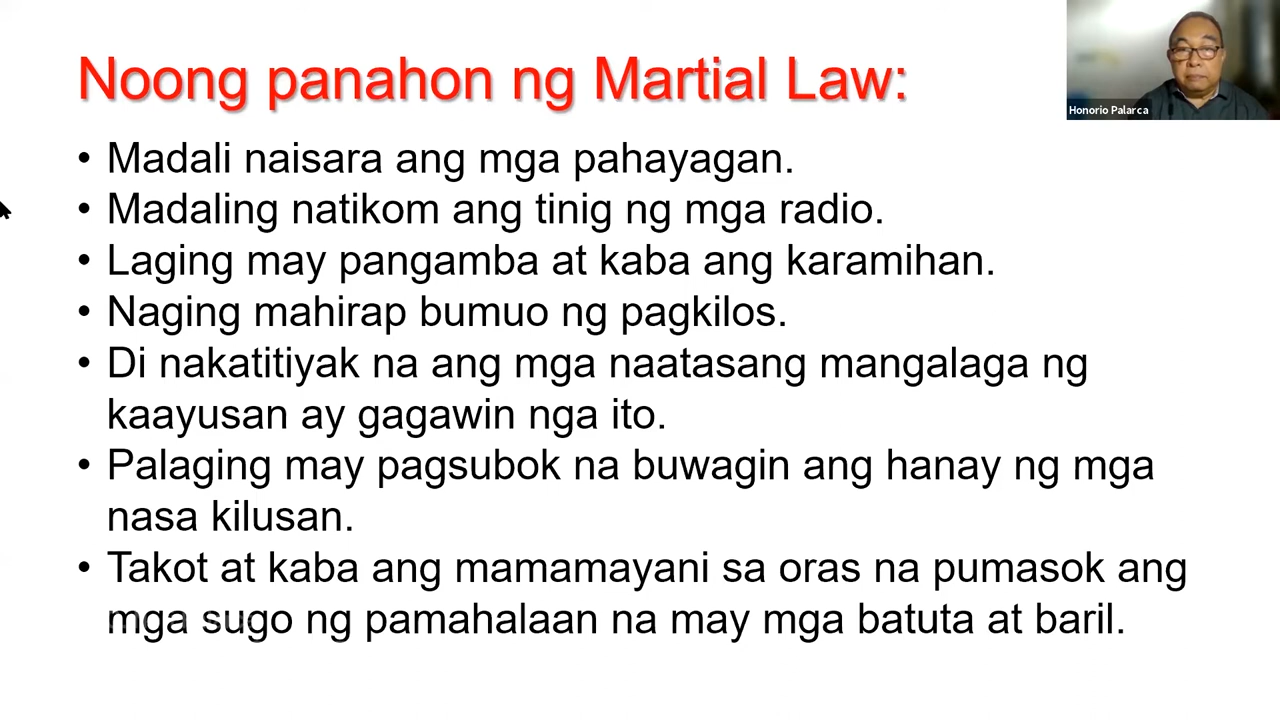 Noong panahon ng Martial Law:
Honorio Palarca
• Madali naisara ang mga pahayagan.
• Madaling natikom ang tinig ng mga radio.
• Laging may pangamba at kaba ang karamihan.
• Naging mahirap bumuo ng pagkilos.
• Di nakatitiyak na ang mga naatasang mangalaga ng
kaayusan ay gagawin nga ito.
• Palaging may pagsubok na buwagin ang hanay ng mga
nasa kilusan.
• Takot at kaba ang mamamayani sa oras na pumasok ang
mga sugo ng pamahalaan na may mga batuta at baril.